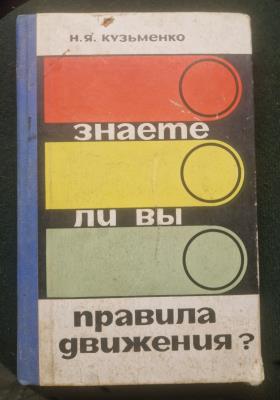 Н.Я. КУЗЬМЕНКО
знаете
ли вы
правила
движения?